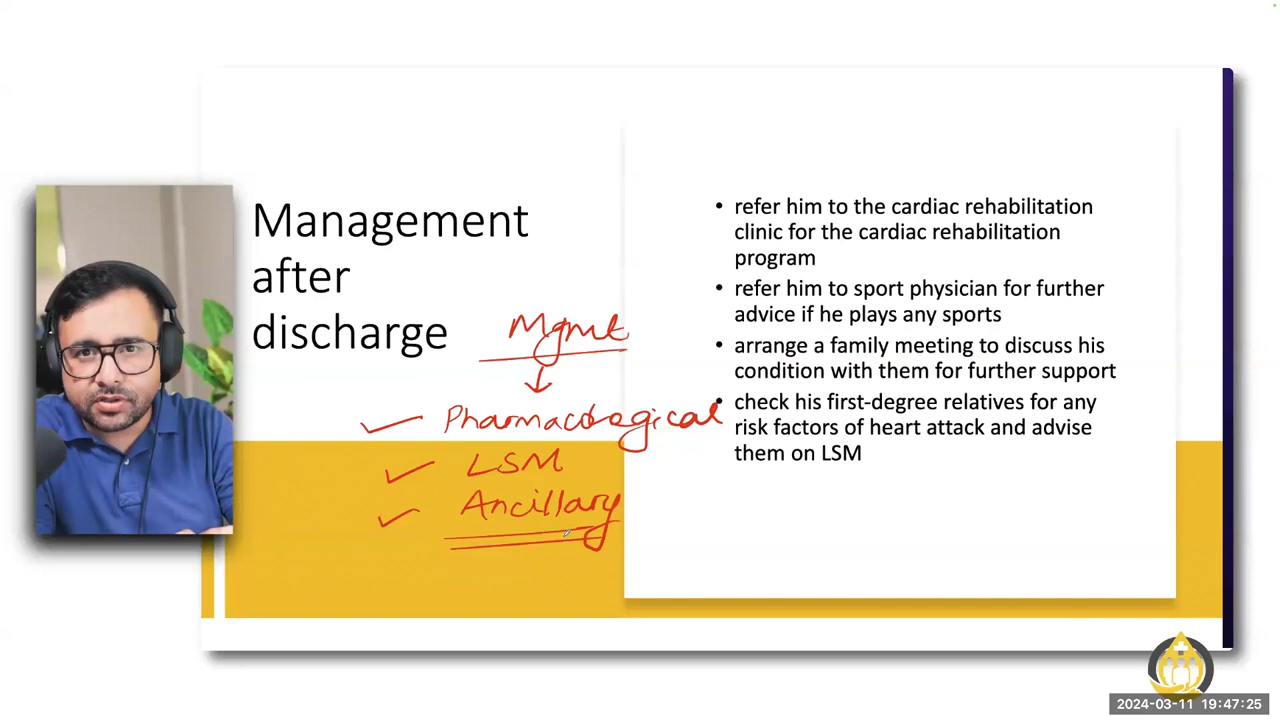 Management
after
discharge
Mgmt
Pharmacological
LSM
Ancillary
• refer him to the cardiac rehabilitation
clinic for the cardiac rehabilitation
program
• refer him to sport physician for further
advice if he plays any sports
• arrange a family meeting to discuss his
condition with them for further support
• check his first-degree relatives for any
risk factors of heart attack and advise
them on LSM
2024-03-11 19:47:25